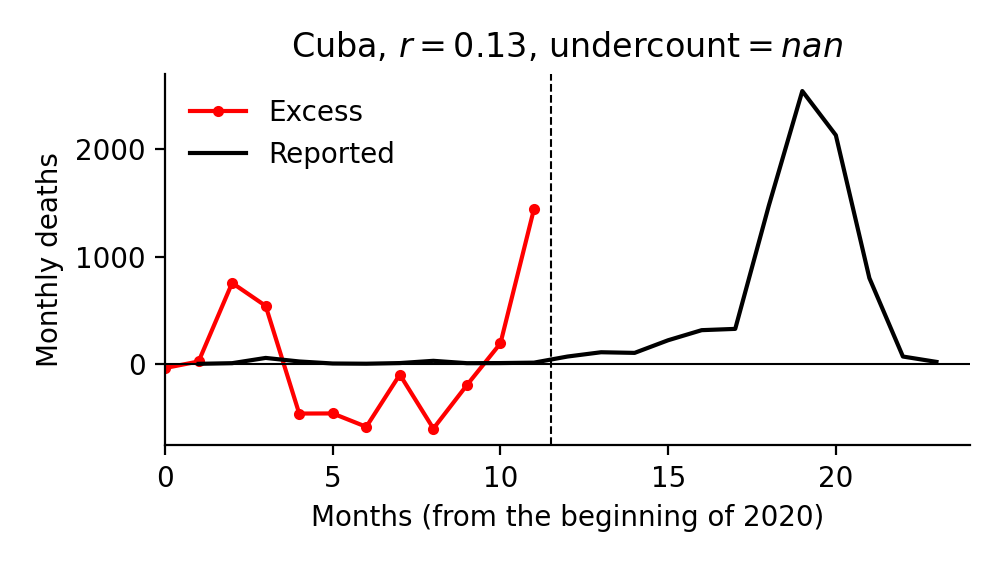 Cuba, r = 0.13, undercount = nan
Excess
Reported
Monthly deaths
2000
1000
0
0 5 10 15 20
Months (from the beginning of 2020)